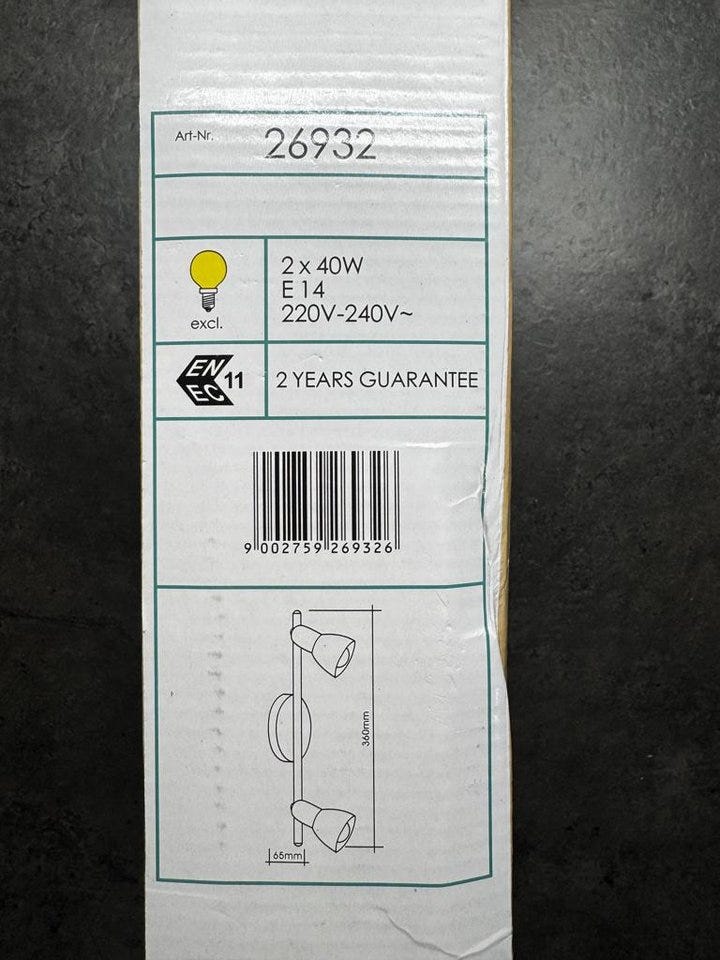 Art-Nr. 26932
2 x 40W
E 14
220V-240V~
excl.
EN
EC 11
2 YEARS GUARANTEE
9 002759 269326
360mm
65mm